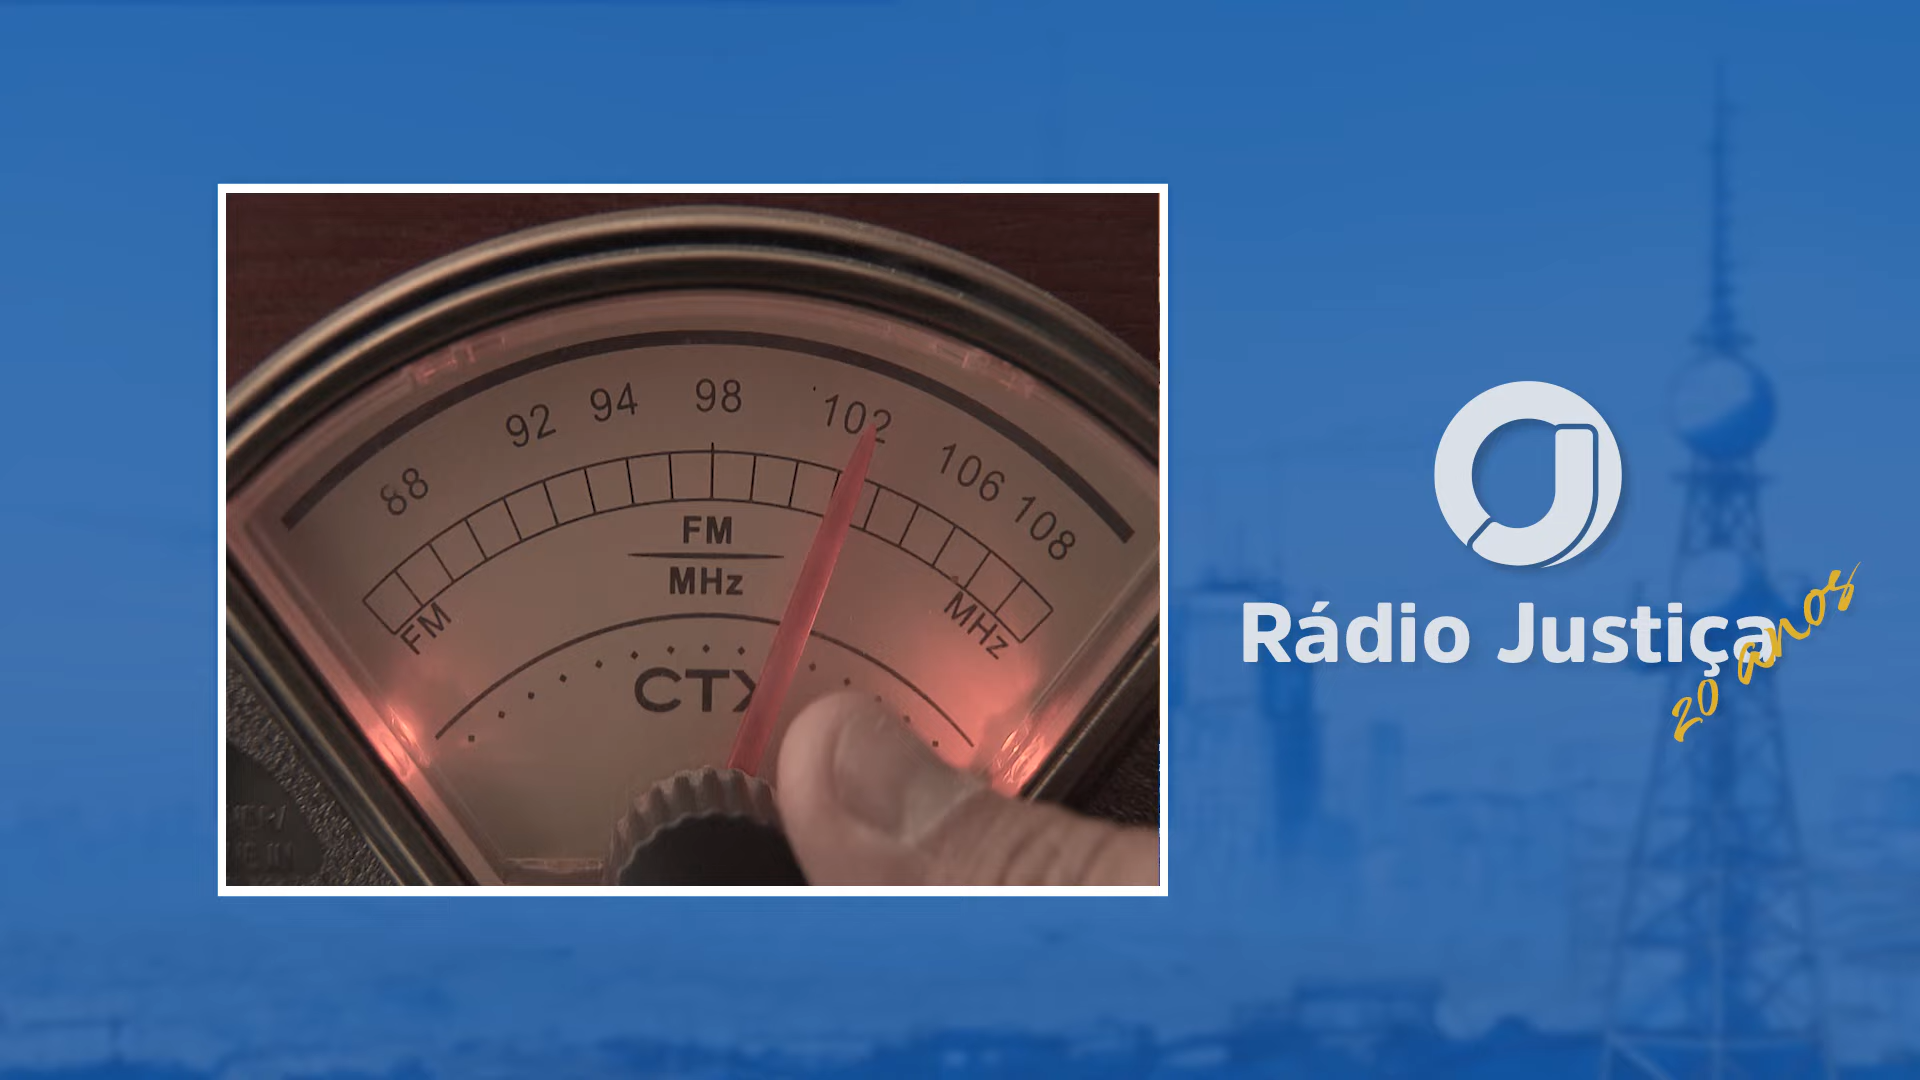 88 92 94 98 102 106 108
FM
MHz
FM MHz
CTX
Rádio Justiça
20 anos